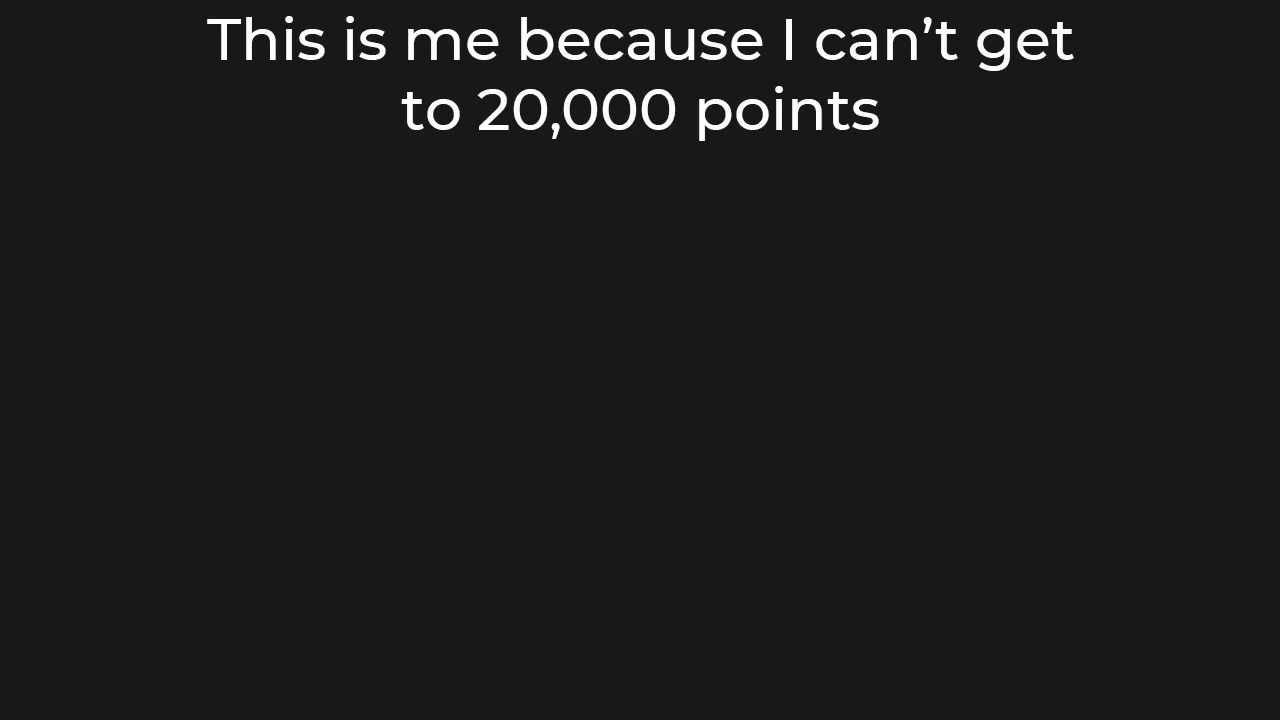 This is me because I can’t get
to 20,000 points